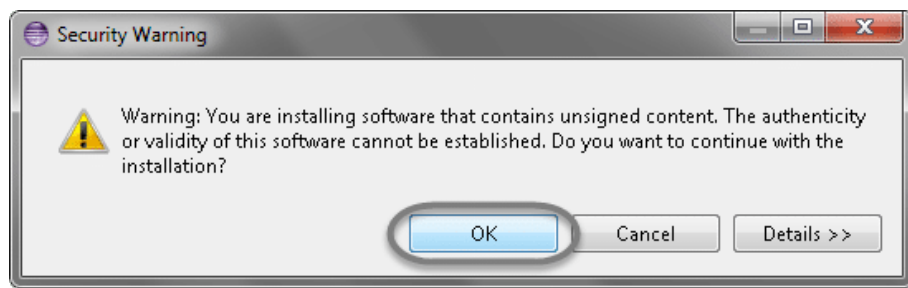 Security Warning
Warning: You are installing software that contains unsigned content. The authenticity
or validity of this software cannot be established. Do you want to continue with the
installation?
OK Cancel Details >>